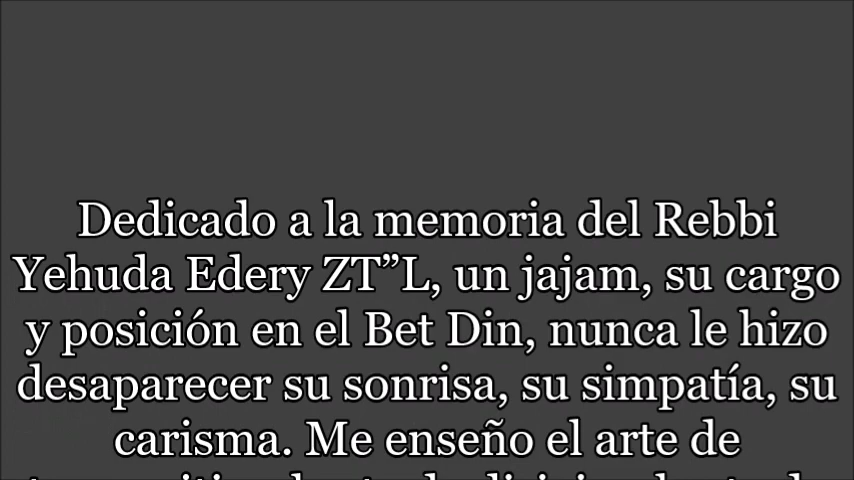 Dedicado a la memoria del Rebbi
Yehuda Edery ZT”L, un jajam, su cargo
y posición en el Bet Din, nunca le hizo
desaparecer su sonrisa, su simpatía, su
carisma. Me enseño el arte de